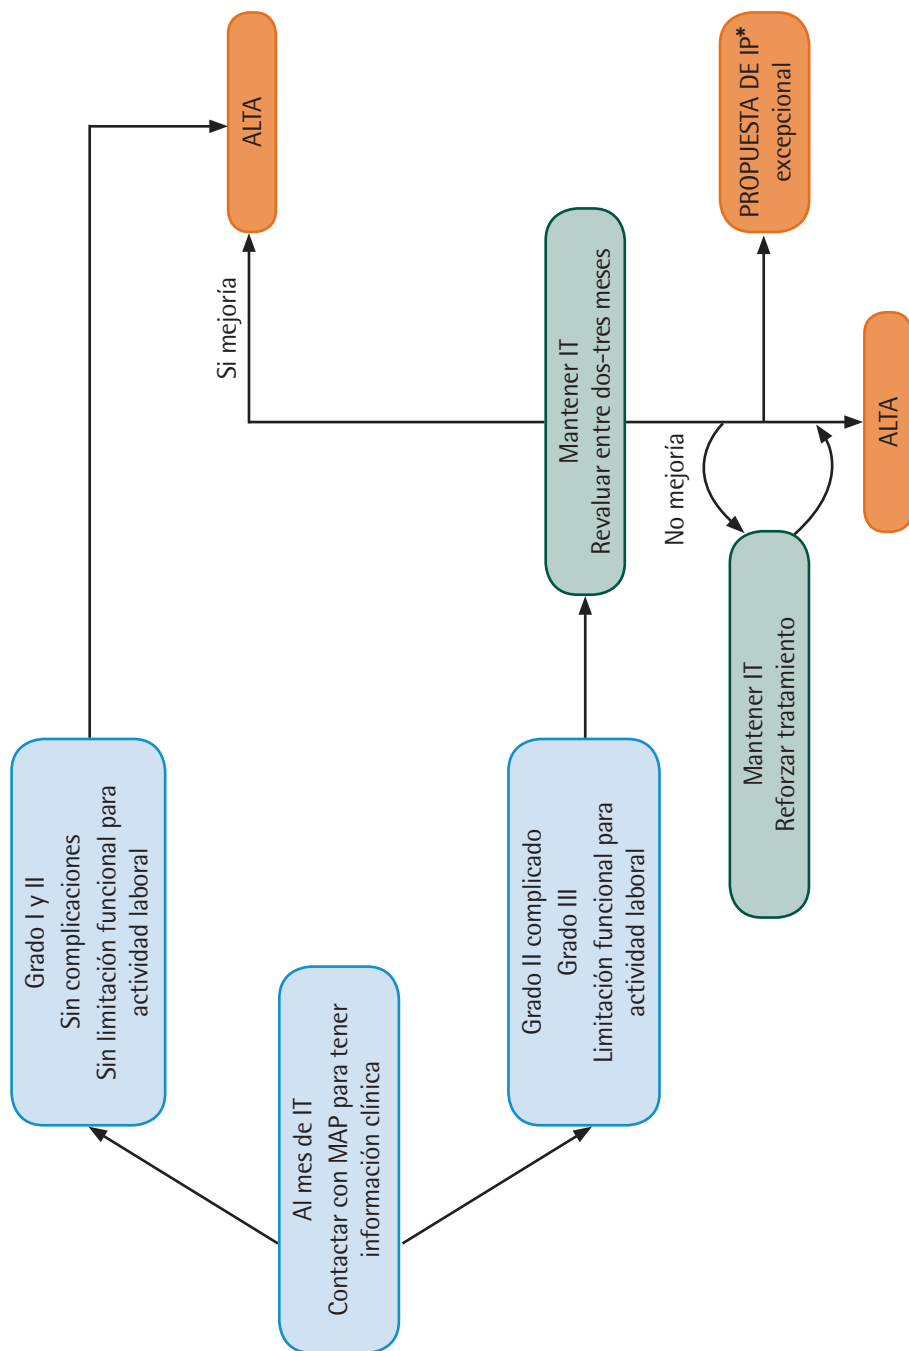 Al mes de IT
Contactar con MAP para tener
información clínica
Grado I y II
Sin complicaciones
Sin limitación funcional para
actividad laboral
Grado II complicado
Grado III
Limitación funcional para
actividad laboral
Mantener IT
Revaluar entre dos-tres meses
Si mejoría
ALTA
No mejoría
Mantener IT
Reforzar tratamiento
PROPUESTA DE IP*
excepcional
ALTA